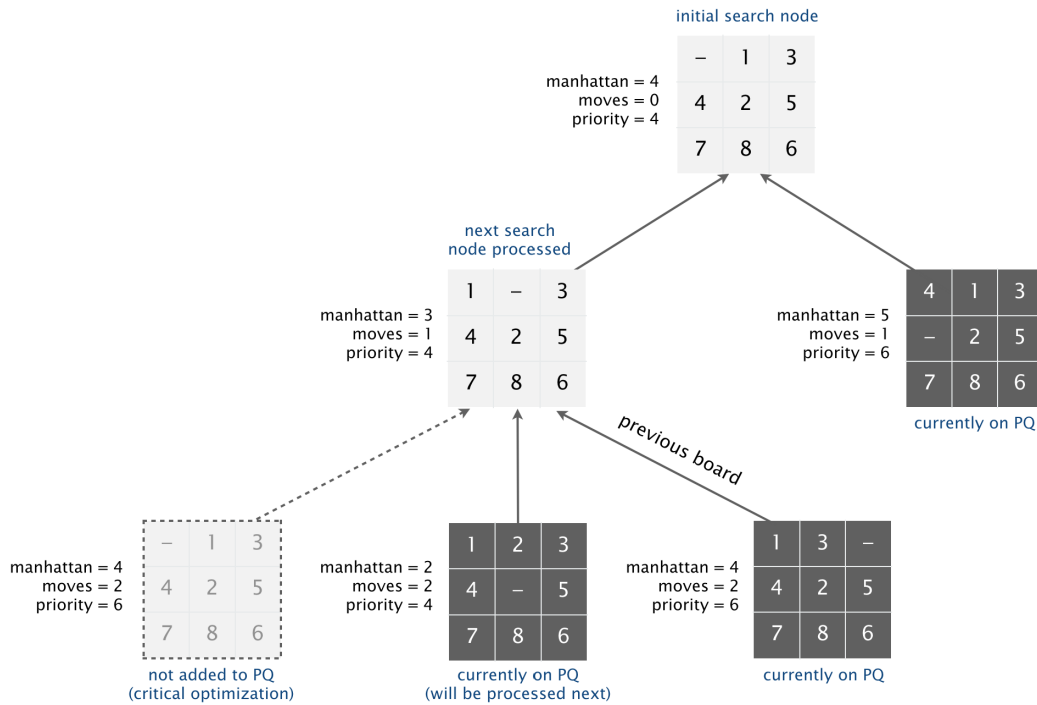 initial search node
– 1 3
manhattan = 4
moves = 0
priority = 4
4 2 5
7 8 6
next search
node processed
1 – 3
manhattan = 3
moves = 1
priority = 4
4 2 5
7 8 6
4 1 3
manhattan = 5
moves = 1
priority = 6
– 2 5
7 8 6
currently on PQ
previous board
– 1 3
manhattan = 4
moves = 2
priority = 6
4 2 5
7 8 6
not added to PQ
(critical optimization)
1 2 3
manhattan = 2
moves = 2
priority = 4
4 – 5
7 8 6
currently on PQ
(will be processed next)
1 3 –
manhattan = 4
moves = 2
priority = 6
4 2 5
7 8 6
currently on PQ